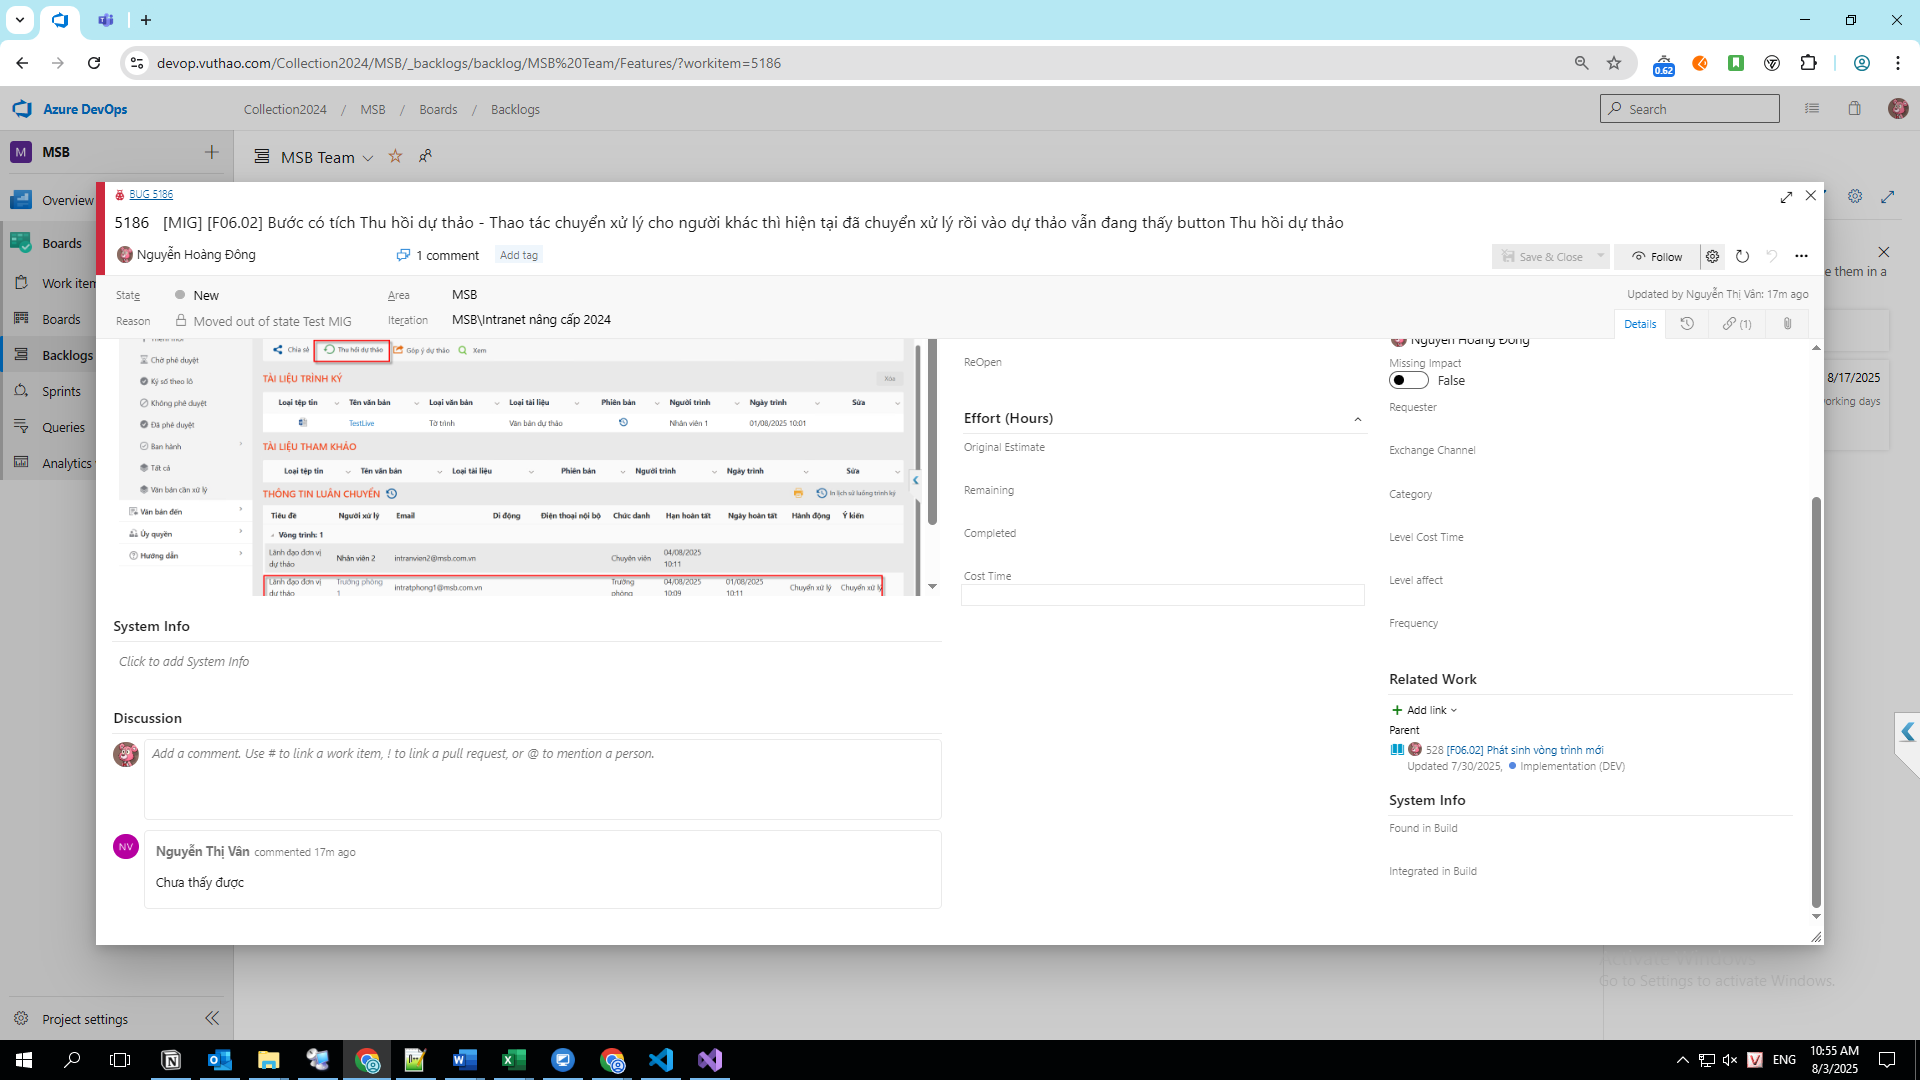 devop.vuthao.com/Collection2024/MSB/_backlogs/backlog/MSB%20Team/Features/?workitem=5186
0.62
Azure DevOps
Collection2024 / MSB / Boards / Backlogs
Search
M MSB
MSB Team
Overview
Boards
Work item
Boards
Backlogs
Sprints
Queries
Analytics
Project settings
e them in a
8/17/2025
orking days
BUG 5186
5186 [MIG] [F06.02] Bước có tích Thu hồi dự thảo - Thao tác chuyển xử lý cho người khác thì hiện tại đã chuyển xử lý rồi vào dự thảo vẫn đang thấy button Thu hồi dự thảo
Nguyễn Hoàng Đông
1 comment
Add tag
Save & Close
Follow
State
New
Area
MSB
Updated by Nguyễn Thị Vân: 17m ago
Reason
Moved out of state Test MIG
Iteration
MSB\Intranet nâng cấp 2024
Details
(1)
Chờ phê duyệt
Ký số theo lô
Không phê duyệt
Đã phê duyệt
Ban hành
Tất cả
Văn bản cần xử lý
Văn bản đến
Ủy quyền
Hướng dẫn
Chia sẻ
Thu hồi dự thảo
Góp ý dự thảo
Xem
TÀI LIỆU TRÌNH KÝ
Xóa
Loại tệp tin Tên văn bản Loại văn bản Loại tài liệu Phiên bản Người trình Ngày trình Sửa
TestLive Tờ trình Văn bản dự thảo Nhân viên 1 01/08/2025 10:01
TÀI LIỆU THAM KHẢO
Loại tệp tin Tên văn bản Loại tài liệu Phiên bản Người trình Ngày trình Sửa
THÔNG TIN LUÂN CHUYỂN
In lịch sử luồng trình ký
Tiêu đề Người xử lý Email Di động Điện thoại nội bộ Chức danh Hạn hoàn tất Ngày hoàn tất Hành động Ý kiến
Vòng trình: 1
Lãnh đạo đơn vị dự thảo Nhân viên 2 intranvien2@msb.com.vn Chuyên viên 04/08/2025 10:11
Lãnh đạo đơn vị dự thảo Trưởng phòng 1 intratphong1@msb.com.vn Trưởng phòng 04/08/2025 10:09 01/08/2025 10:11 Chuyển xử lý Chuyển xử lý
System Info
Click to add System Info
Discussion
Add a comment. Use # to link a work item, ! to link a pull request, or @ to mention a person.
NV
Nguyễn Thị Vân commented 17m ago
Chưa thấy được
ReOpen
Effort (Hours)
Original Estimate
Remaining
Completed
Cost Time
Nguyễn Hoàng Đông
Missing Impact
False
Requester
Exchange Channel
Category
Level Cost Time
Level affect
Frequency
Related Work
Add link
Parent
528 [F06.02] Phát sinh vòng trình mới
Updated 7/30/2025, Implementation (DEV)
System Info
Found in Build
Integrated in Build
Activate Windows
Go to Settings to activate Windows.
ENG
10:55 AM
8/3/2025